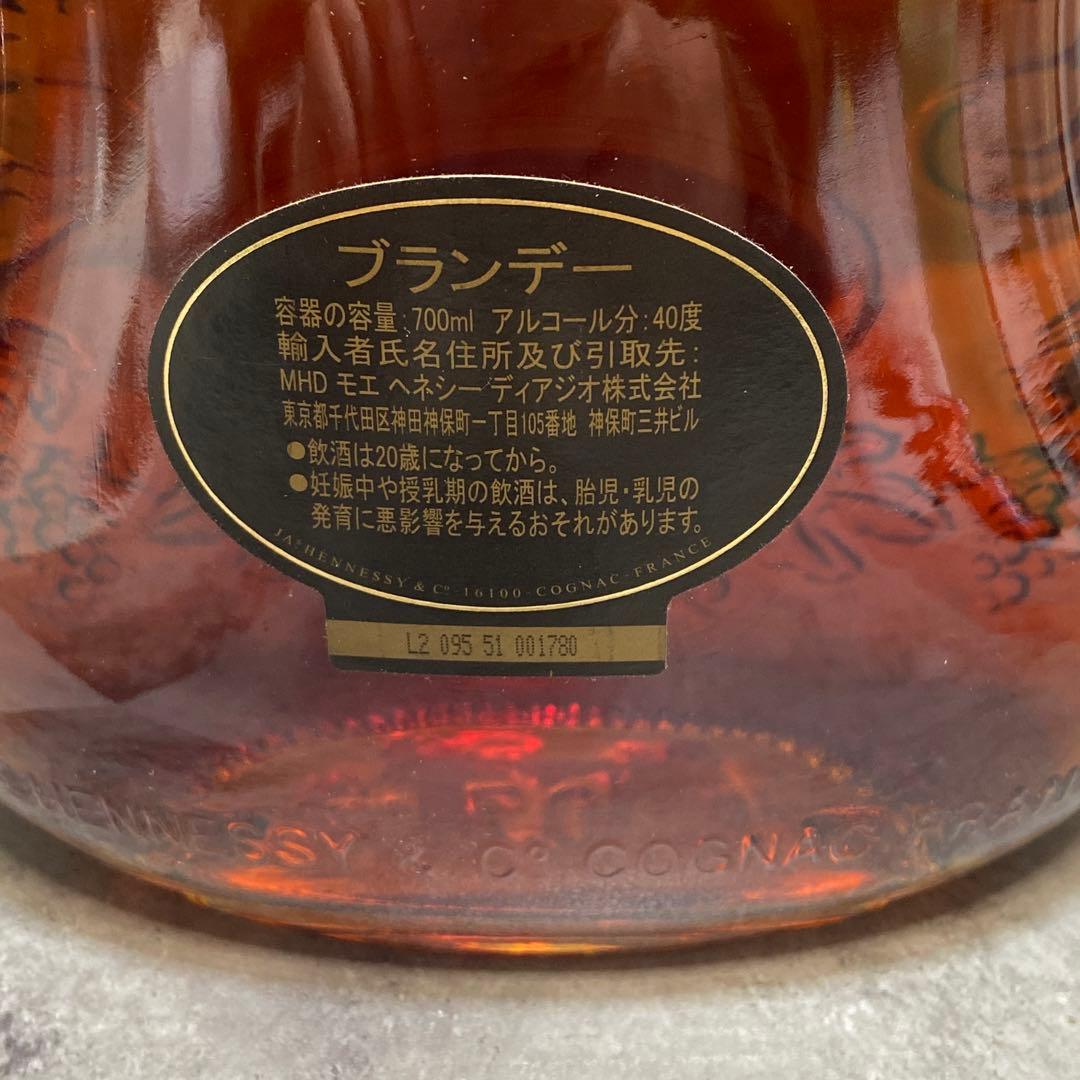 ブランデー
容器の容量:700ml アルコール分:40度
輸入者氏名住所及び引取先:
MHD モエ ヘネシー ディアジオ株式会社
東京都千代田区神田神保町一丁目105番地 神保町三井ビル
●飲酒は20歳になってから。
●妊娠中や授乳期の飲酒は、胎児・乳児の
発育に悪影響を与えるおそれがあります。
JAs HENNESSY & Co - 16100 - COGNAC - FRANCE
L2 095 51 001780
HENNESSY & Co COGNAC